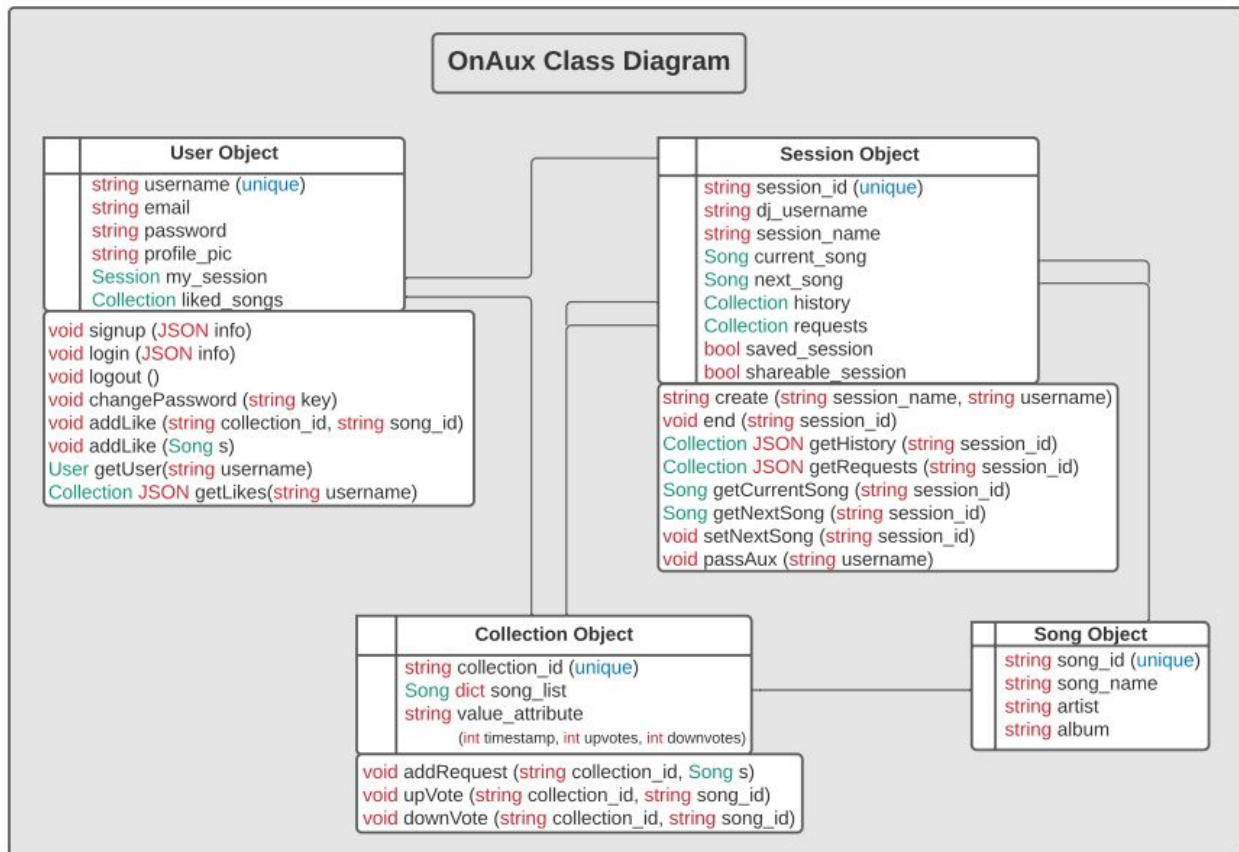 OnAux Class Diagram
User Object
string username (unique)
string email
string password
string profile_pic
Session my_session
Collection liked_songs
void signup (JSON info)
void login (JSON info)
void logout ()
void changePassword (string key)
void addLike (string collection_id, string song_id)
void addLike (Song s)
User getUser(string username)
Collection JSON getLikes(string username)
Session Object
string session_id (unique)
string dj_username
string session_name
Song current_song
Song next_song
Collection history
Collection requests
bool saved_session
bool shareable_session
string create (string session_name, string username)
void end (string session_id)
Collection JSON getHistory (string session_id)
Collection JSON getRequests (string session_id)
Song getCurrentSong (string session_id)
Song getNextSong (string session_id)
void setNextSong (string session_id)
void passAux (string username)
Collection Object
string collection_id (unique)
Song dict song_list
string value_attribute
(int timestamp, int upvotes, int downvotes)
void addRequest (string collection_id, Song s)
void upVote (string collection_id, string song_id)
void downVote (string collection_id, string song_id)
Song Object
string song_id (unique)
string song_name
string artist
string album